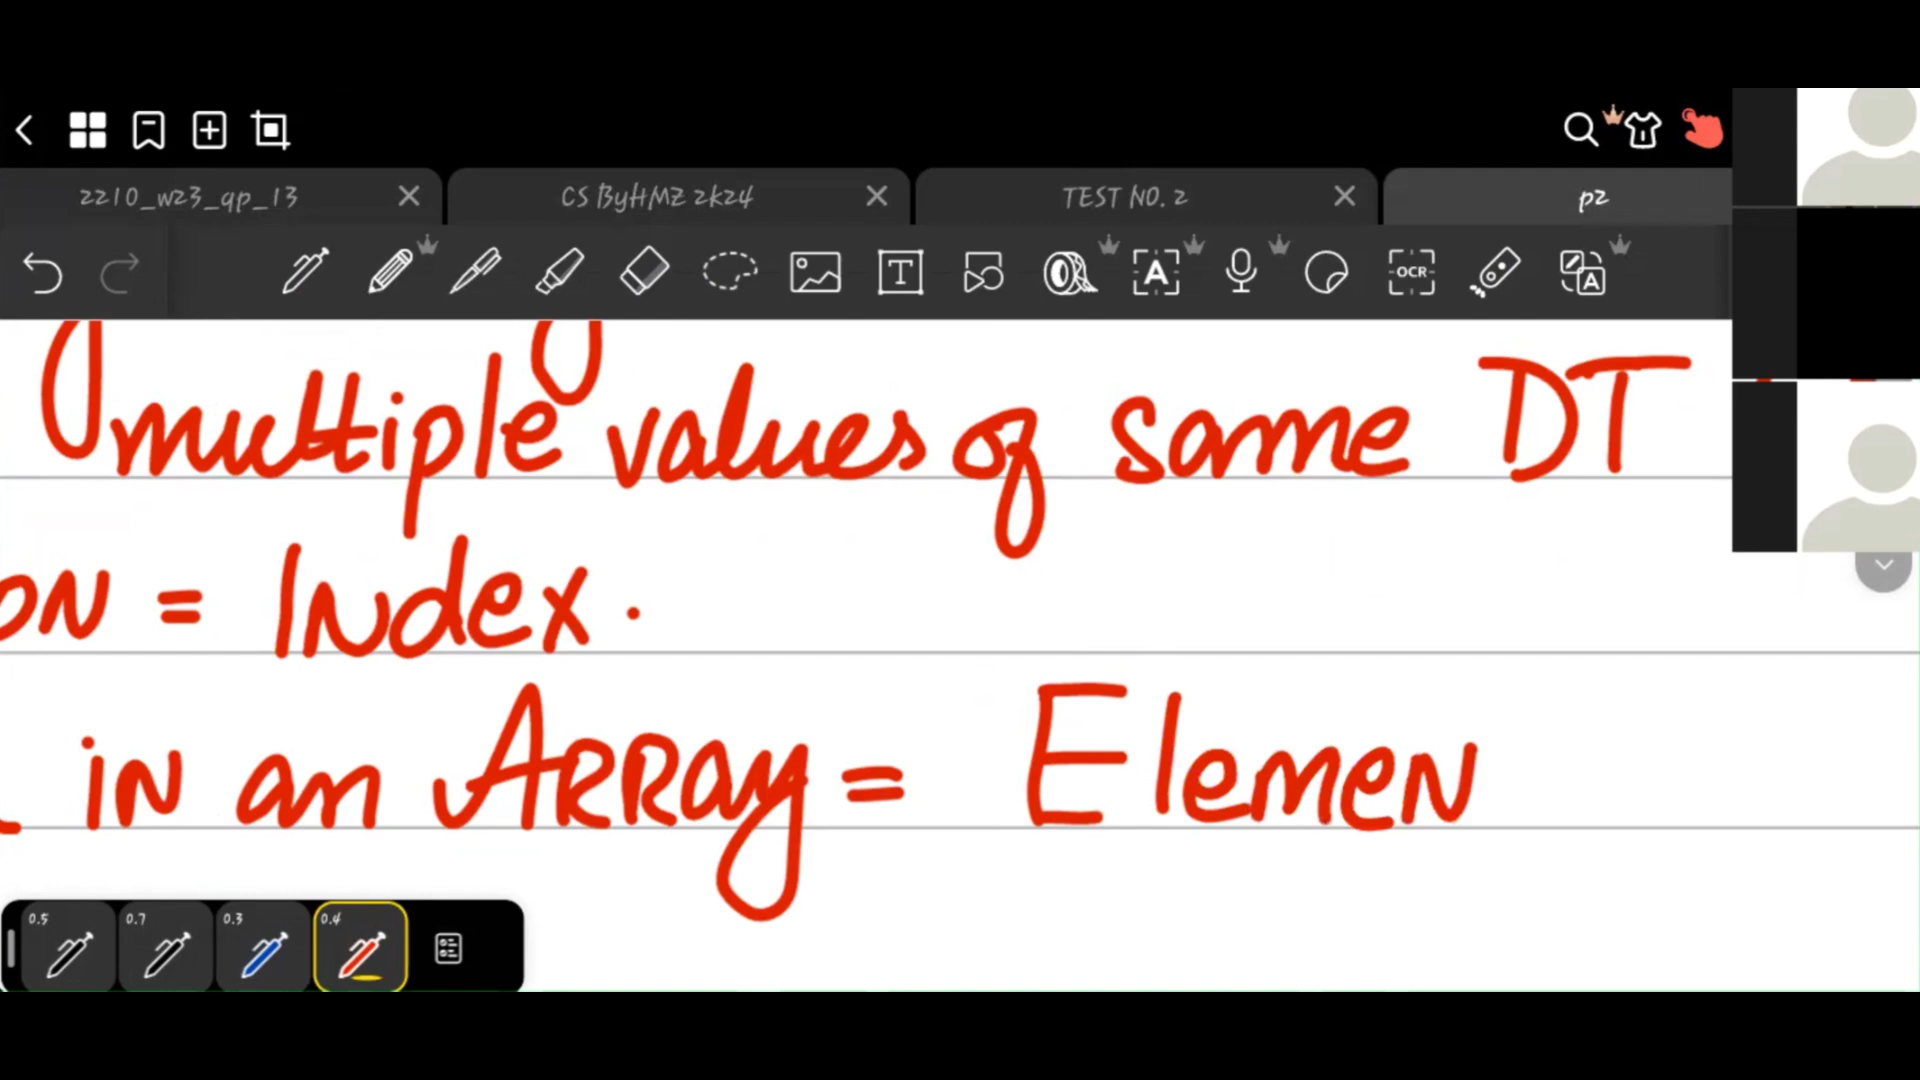 2210_w23_qp_13
CS ByHMZ 2k24
TEST NO. 2
p2
T
A
OCR
A
multiple values of same DT
ON = Index.
in an ARRay = Elemen
0.5
0.7
0.3
0.4